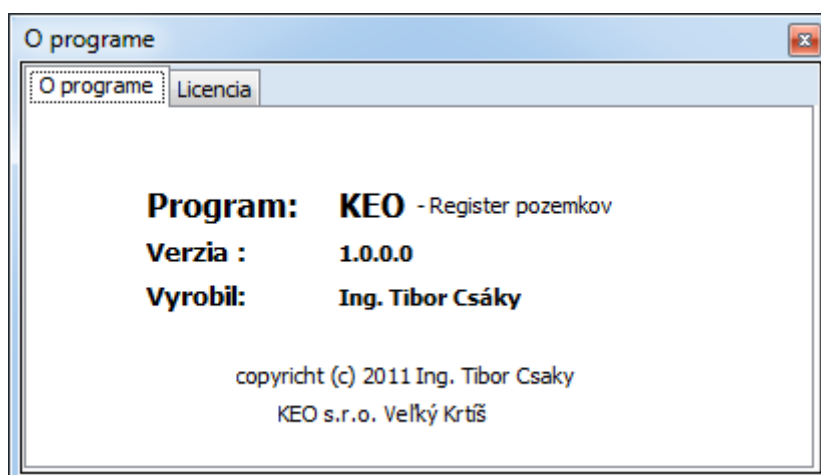 O programe
O programe Licencia
Program: KEO - Register pozemkov
Verzia : 1.0.0.0
Vyrobil: Ing. Tibor Csáky
copyricht (c) 2011 Ing. Tibor Csaky
KEO s.r.o. Veľký Krtíš